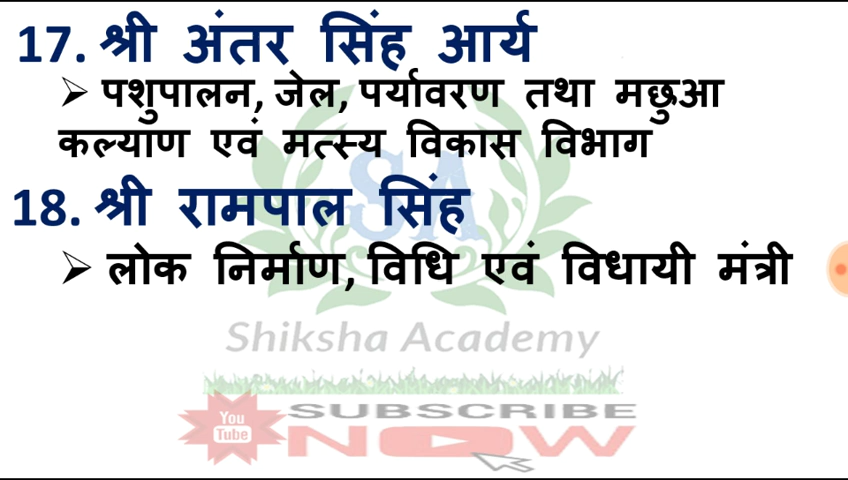 17. श्री अंतर सिंह आर्य
➢ पशुपालन, जेल, पर्यावरण तथा मछुआ
कल्याण एवं मत्स्य विकास विभाग
18. श्री रामपाल सिंह
➢ लोक निर्माण, विधि एवं विधायी मंत्री
SA
Shiksha Academy
You
Tube
SUBSCRIBE
NOW